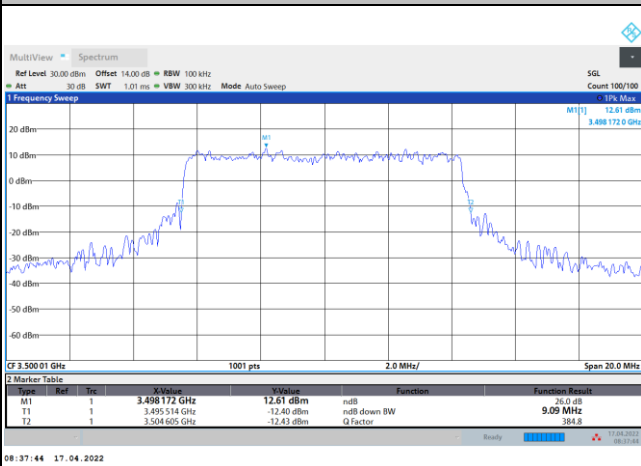 MultiView Spectrum
Ref Level 30.00 dBm Offset 14.00 dB RBW 100 kHz SGL
Att 30 dB SWT 1.01 ms VBW 300 kHz Mode Auto Sweep Count 100/100
1 Frequency Sweep 1Pk Max
M1[1] 12.61 dBm
3.498 172 0 GHz
M1
20 dBm
10 dBm
0 dBm
T1 T2
-10 dBm
-20 dBm
-30 dBm
-40 dBm
-50 dBm
-60 dBm
CF 3.500 01 GHz 1001 pts 2.0 MHz/ Span 20.0 MHz
2 Marker Table
Type Ref Trc X-Value Y-Value Function Function Result
M1 1 3.498 172 GHz 12.61 dBm ndB 26.0 dB
T1 1 3.495 514 GHz -12.40 dBm ndB down BW 9.09 MHz
T2 1 3.504 605 GHz -12.43 dBm Q Factor 384.8
Ready 17.04.2022
08:37:44
08:37:44 17.04.2022